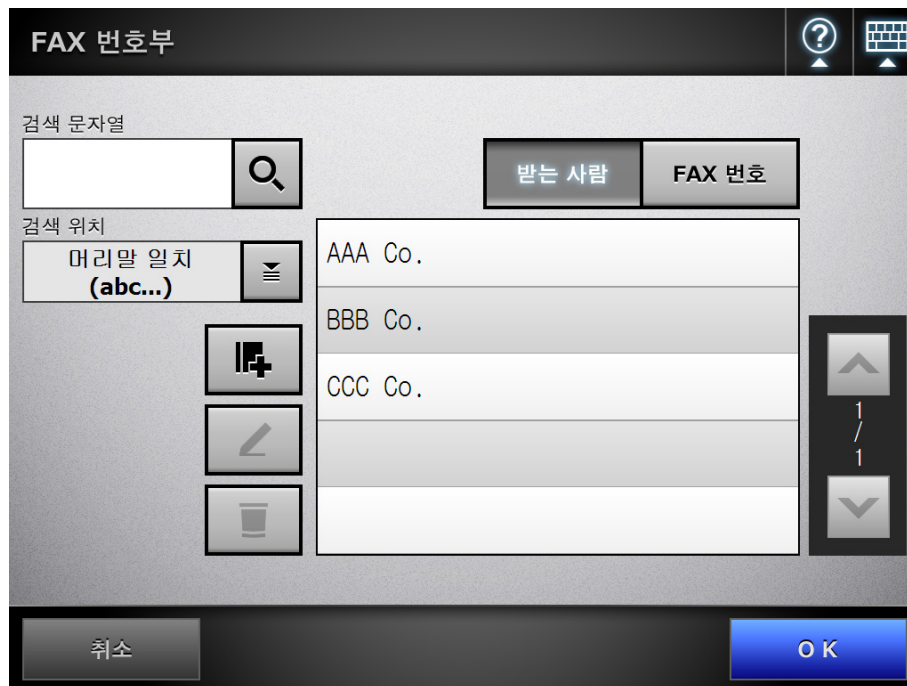 FAX 번호부
?
검색 문자열
받는 사람
FAX 번호
검색 위치
머리말 일치
(abc...)
AAA Co.
BBB Co.
CCC Co.
1
/
1
취소
OK